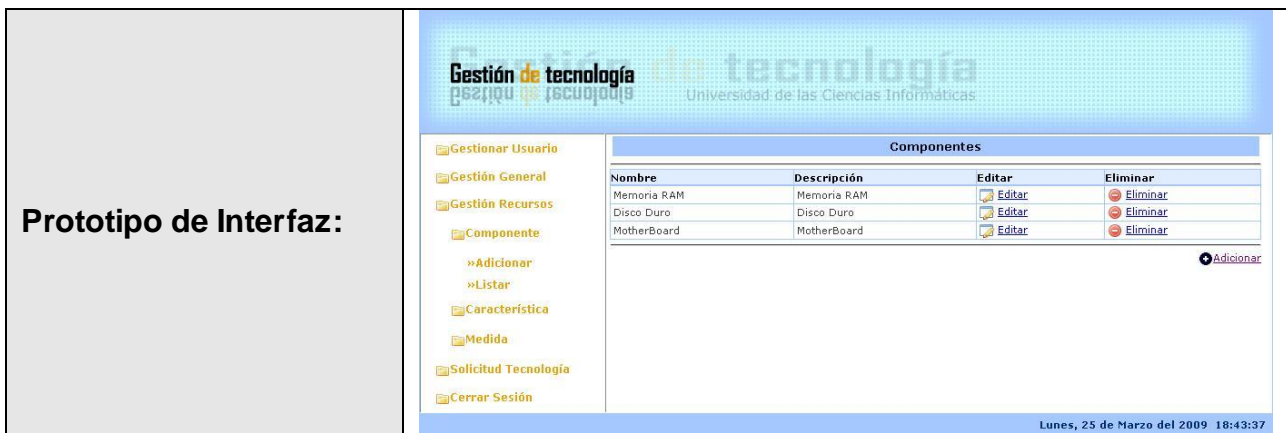 Prototipo de Interfaz:
Gestión de tecnología
Gestión de tecnología
Universidad de las Ciencias Informáticas
Gestionar Usuario
Gestión General
Gestión Recursos
Componente
»Adicionar
»Listar
Característica
Medida
Solicitud Tecnología
Cerrar Sesión
Componentes
Nombre Descripción Editar Eliminar
Memoria RAM Memoria RAM Editar Eliminar
Disco Duro Disco Duro Editar Eliminar
MotherBoard MotherBoard Editar Eliminar
Adicionar
Lunes, 25 de Marzo del 2009 18:43:37